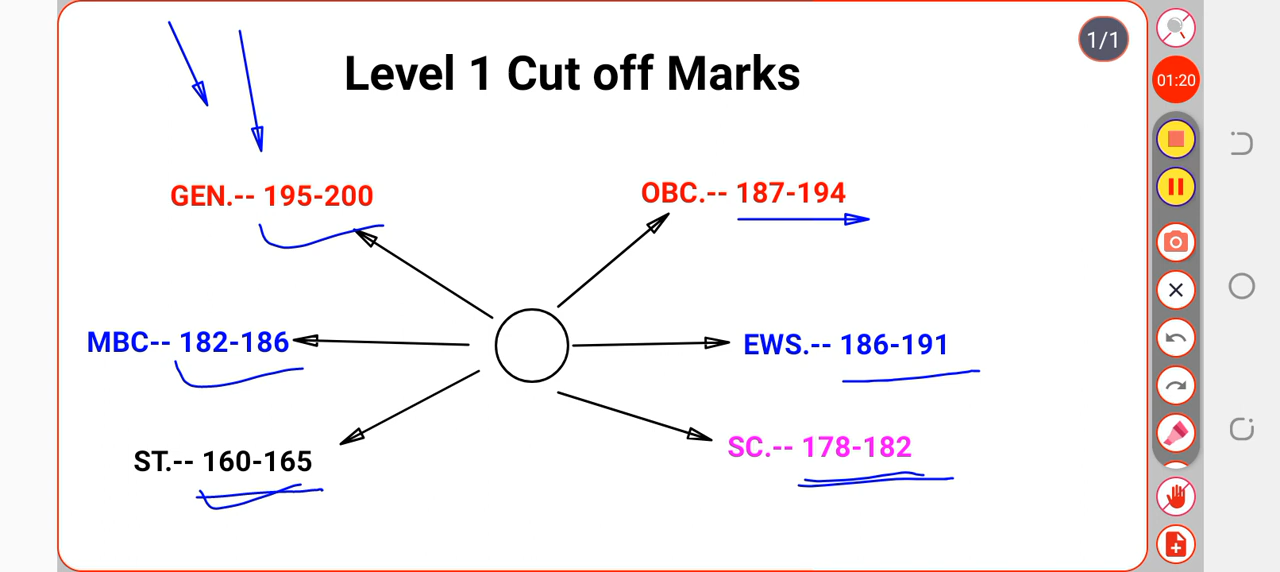 Level 1 Cut off Marks
1/1
01:20
GEN.-- 195-200
OBC.-- 187-194
MBC-- 182-186
EWS.-- 186-191
ST.-- 160-165
SC.-- 178-182